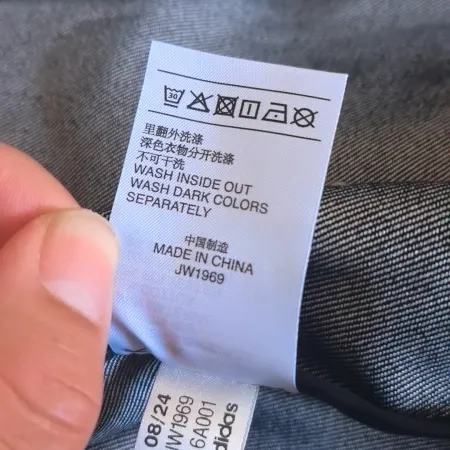 30
里翻外洗涤
深色衣物分开洗涤
不可干洗
WASH INSIDE OUT
WASH DARK COLORS
SEPARATELY
中国制造
MADE IN CHINA
JW1969
08/24
JW1969
6A001
adidas